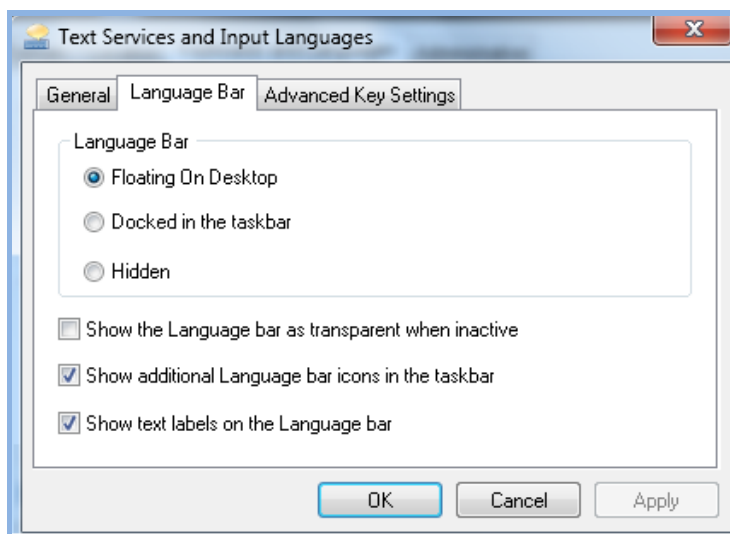 Text Services and Input Languages
General Language Bar Advanced Key Settings
Language Bar
Floating On Desktop
Docked in the taskbar
Hidden
Show the Language bar as transparent when inactive
Show additional Language bar icons in the taskbar
Show text labels on the Language bar
OK Cancel Apply